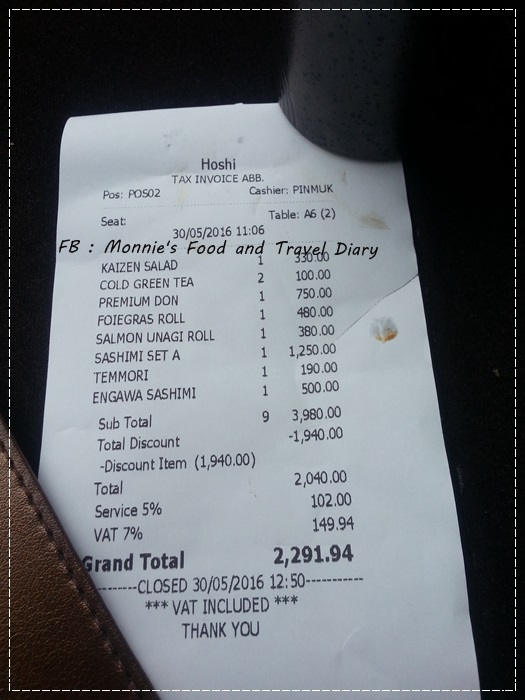 Hoshi
TAX INVOICE ABB.
Pos: POS02 Cashier: PINMUK
Seat: Table: A6 (2)
30/05/2016 11:06
FB : Monnie's Food and Travel Diary
KAIZEN SALAD 1 330.00
COLD GREEN TEA 2 100.00
PREMIUM DON 1 750.00
FOIEGRAS ROLL 1 480.00
SALMON UNAGI ROLL 1 380.00
SASHIMI SET A 1 1,250.00
TEMMORI 1 190.00
ENGAWA SASHIMI 1 500.00
Sub Total 9 3,980.00
Total Discount -1,940.00
-Discount Item (1,940.00)
Total 2,040.00
Service 5% 102.00
VAT 7% 149.94
Grand Total 2,291.94
--------CLOSED 30/05/2016 12:50-----------
*** VAT INCLUDED ***
THANK YOU